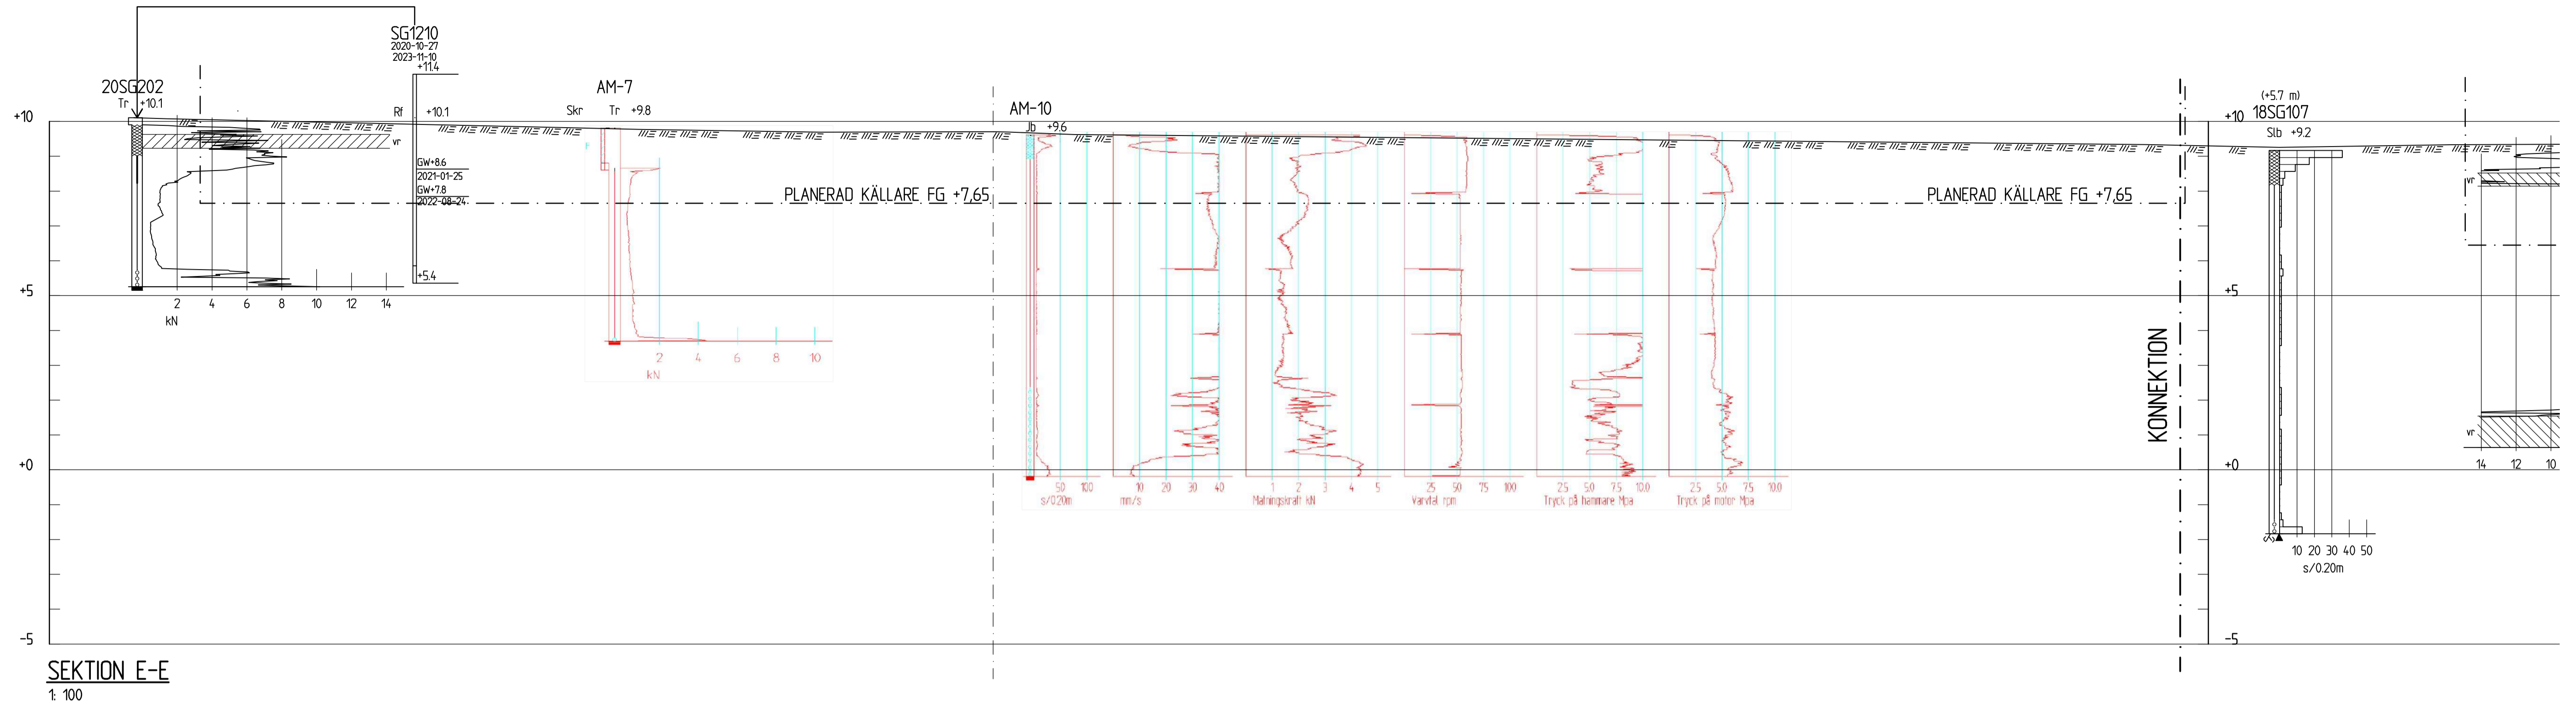 SG1210
2020-10-27
2023-11-10
+11.4
20SG202
Tr +10.1
Rf +10.1
vr
GW+8.6
2021-01-25
GW+7.8
2022-08-24
+5.4
2 4 6 8 10 12 14
kN
AM-7
Skr Tr +9.8
2 4 6 8 10
kN
PLANERAD KÄLLARE FG +7,65
AM-10
Jb +9.6
50 100
s/0.20m
10 20 30 40
mm/s
1 2 3 4 5
Matningskraft kN
25 50 75 100
Varvtal rpm
2.5 5.0 7.5 10.0
Tryck på hammare Mpa
2.5 5.0 7.5 10.0
Tryck på motor Mpa
PLANERAD KÄLLARE FG +7,65
KONNEKTION
(+5.7 m)
18SG107
Slb +9.2
10 20 30 40 50
s/0.20m
vr
vr
14 12 10
+10
+5
+0
-5
+10
+5
+0
-5
SEKTION E-E
1: 100